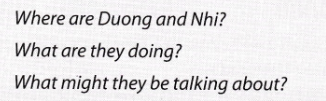 Where are Duong and Nhi?
What are they doing?
What might they be talking about?